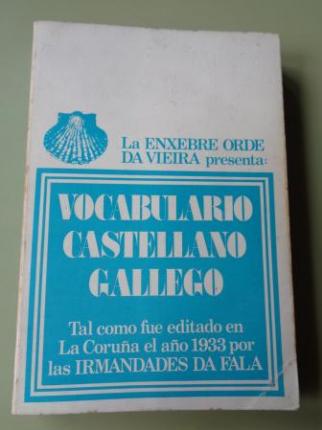 La ENXEBRE ORDE
DA VIEIRA presenta:
VOCABULARIO
CASTELLANO
GALLEGO
Tal como fue editado en
La Coruña el año 1933 por
las IRMANDADES DA FALA